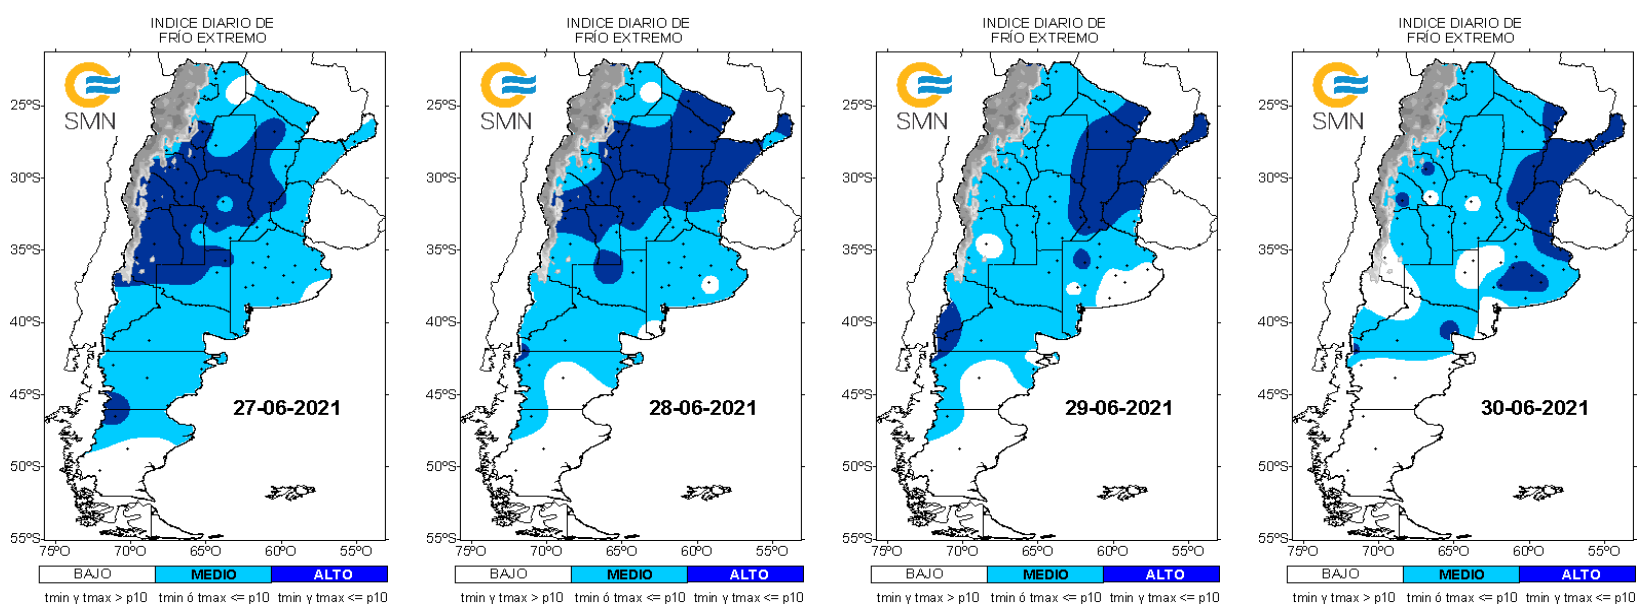 INDICE DIARIO DE
FRÍO EXTREMO
SMN
25ºS
30ºS
35ºS
40ºS
45ºS
50ºS
55ºS
75ºO 70ºO 65ºO 60ºO 55ºO
27-06-2021
BAJO MEDIO ALTO
tmin y tmax > p10 tmin ó tmax <= p10 tmin y tmax <= p10
INDICE DIARIO DE
FRÍO EXTREMO
SMN
25ºS
30ºS
35ºS
40ºS
45ºS
50ºS
55ºS
75ºO 70ºO 65ºO 60ºO 55ºO
28-06-2021
BAJO MEDIO ALTO
tmin y tmax > p10 tmin ó tmax <= p10 tmin y tmax <= p10
INDICE DIARIO DE
FRÍO EXTREMO
SMN
25ºS
30ºS
35ºS
40ºS
45ºS
50ºS
55ºS
75ºO 70ºO 65ºO 60ºO 55ºO
29-06-2021
BAJO MEDIO ALTO
tmin y tmax > p10 tmin ó tmax <= p10 tmin y tmax <= p10
INDICE DIARIO DE
FRÍO EXTREMO
SMN
25ºS
30ºS
35ºS
40ºS
45ºS
50ºS
55ºS
75ºO 70ºO 65ºO 60ºO 55ºO
30-06-2021
BAJO MEDIO ALTO
tmin y tmax > p10 tmin ó tmax <= p10 tmin y tmax <= p10